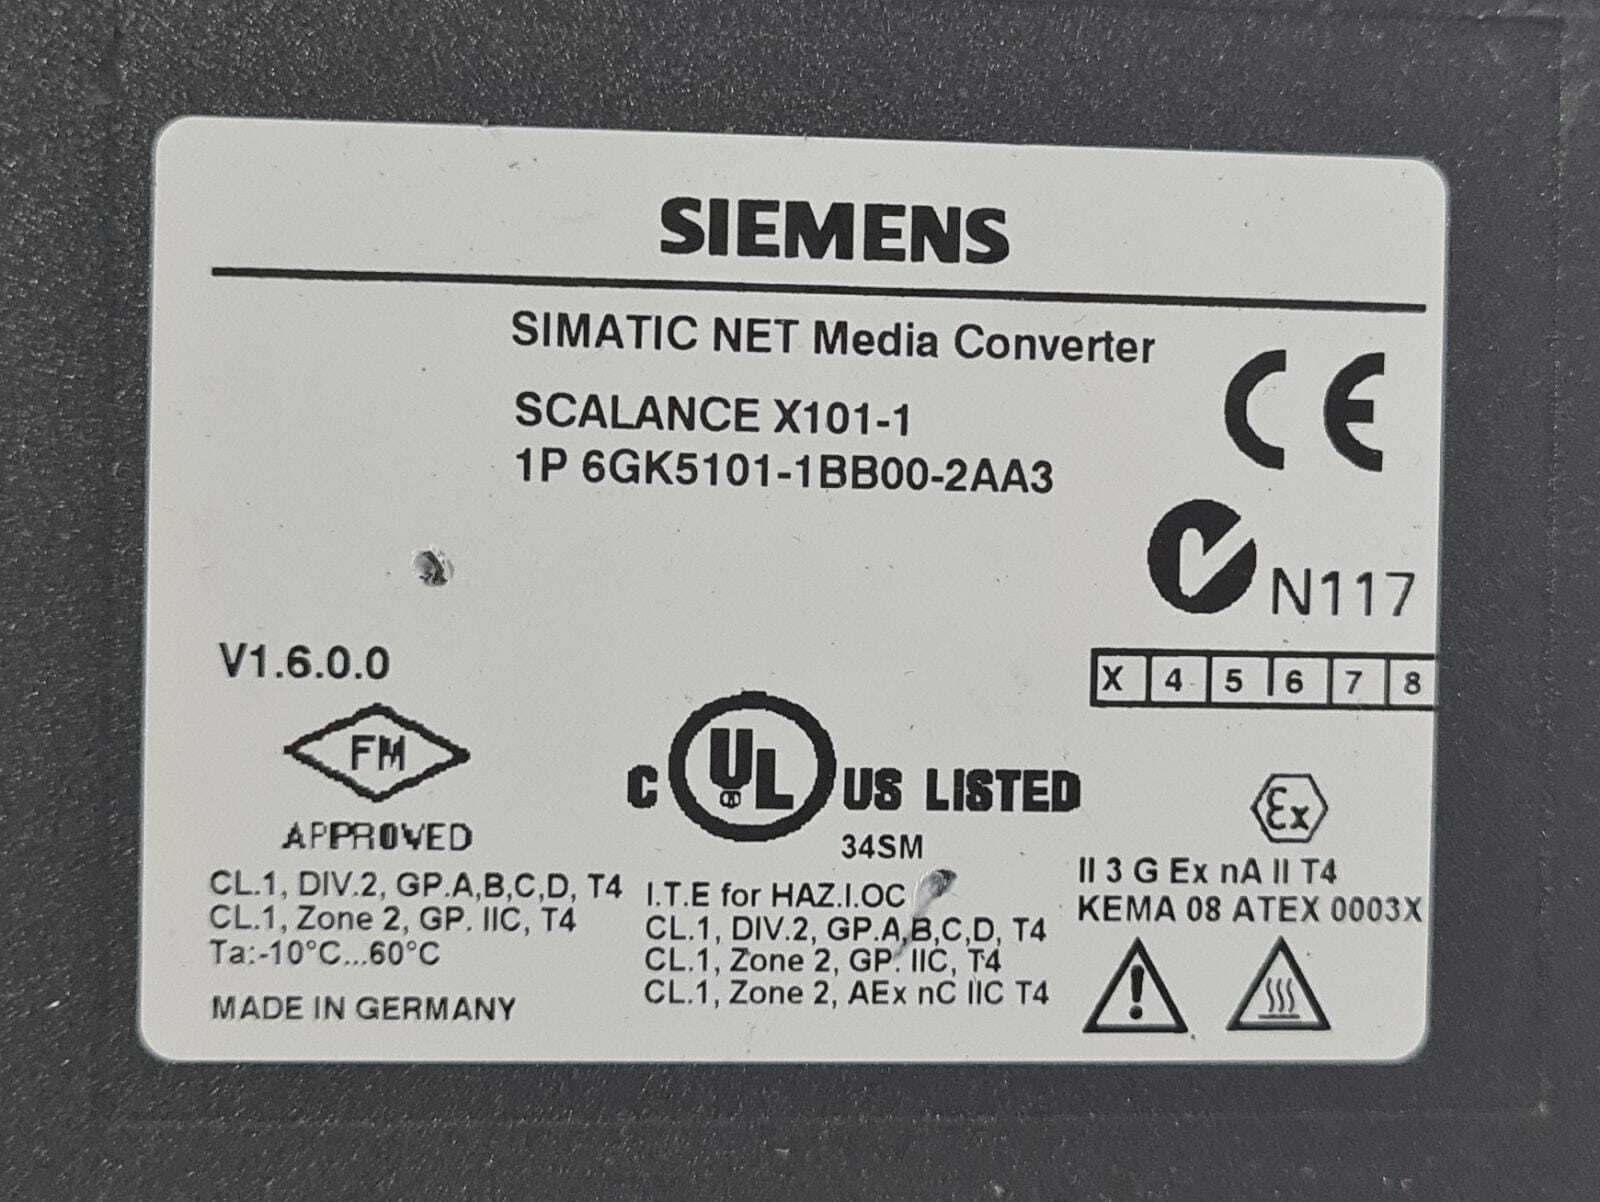 SIEMENS
SIMATIC NET Media Converter
SCALANCE X101-1
1P 6GK5101-1BB00-2AA3
CE
N117
V1.6.0.0
X 4 5 6 7 8
FM
APPROVED
C UL US LISTED
34SM
Ex
CL.1, DIV.2, GP.A,B,C,D, T4
CL.1, Zone 2, GP. IIC, T4
Ta:-10°C...60°C
MADE IN GERMANY
I.T.E for HAZ.LOC
CL.1, DIV.2, GP.A,B,C,D, T4
CL.1, Zone 2, GP. IIC, T4
CL.1, Zone 2, AEx nC IIC T4
II 3 G Ex nA II T4
KEMA 08 ATEX 0003X